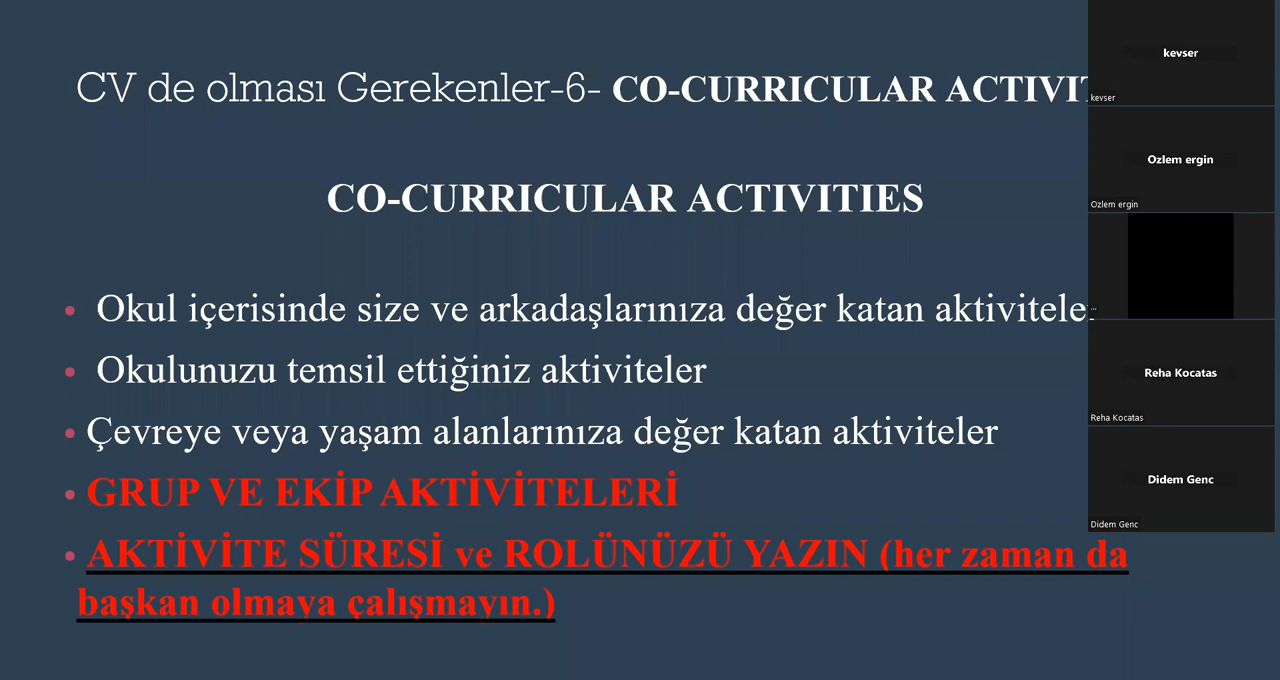 CV de olması Gerekenler-6- CO-CURRICULAR
CO-CURRICULAR ACTIVITIES
• Okul içerisinde size ve arkadaşlarınıza değer katan aktiviteler
• Okulunuzu temsil ettiğiniz aktiviteler
• Çevreye veya yaşam alanlarınıza değer katan aktiviteler
• GRUP VE EKİP AKTİVİTELERİ
• AKTİVİTE SÜRESİ ve ROLÜNÜZÜ YAZIN (her zaman da
başkan olmaya çalışmayın.)
kevser
kevser
Ozlem ergin
Ozlem ergin
Reha Kocatas
Reha Kocatas
Didem Genc
Didem Genc